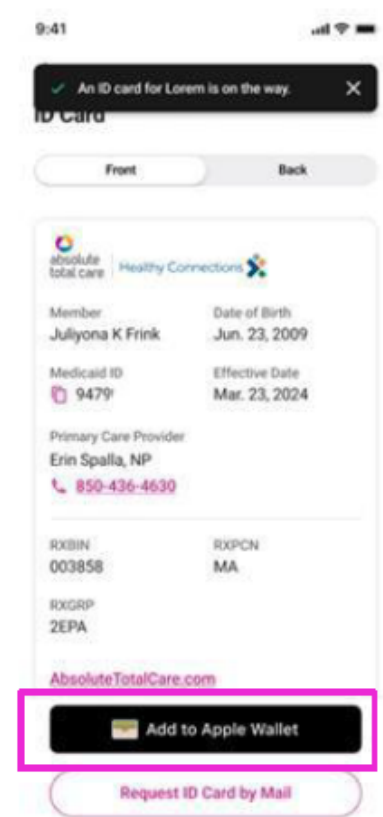 9:41
An ID card for Lorem is on the way.
ID Card
Front Back
absolute
total care Healthy Connections
Member Date of Birth
Juliyona K Frink Jun. 23, 2009
Medicaid ID Effective Date
9479 Mar. 23, 2024
Primary Care Provider
Erin Spalla, NP
850-436-4630
RXBIN RXPCN
003858 MA
RXGRP
2EPA
AbsoluteTotalCare.com
Add to Apple Wallet
Request ID Card by Mail